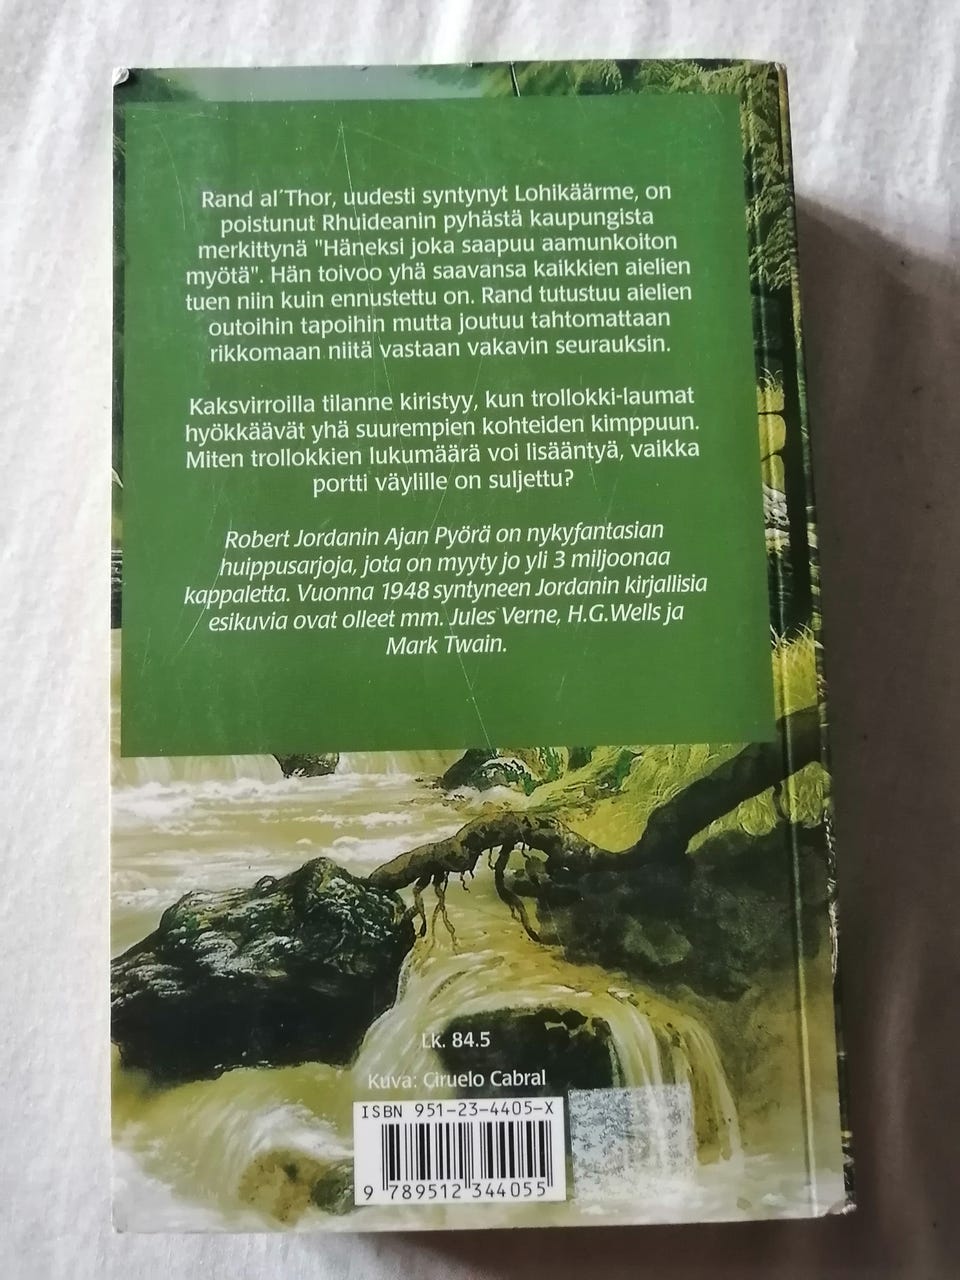 Rand al´Thor, uudesti syntynyt Lohikäärme, on
poistunut Rhuideanin pyhästä kaupungista
merkittynä "Häneksi joka saapuu aamunkoiton
myötä". Hän toivoo yhä saavansa kaikkien aielien
tuen niin kuin ennustettu on. Rand tutustuu aielien
outoihin tapoihin mutta joutuu tahtomattaan
rikkomaan niitä vastaan vakavin seurauksin.
Kaksvirroilla tilanne kiristyy, kun trollokki-laumat
hyökkäävät yhä suurempien kohteiden kimppuun.
Miten trollokkien lukumäärä voi lisääntyä, vaikka
portti väylille on suljettu?
Robert Jordanin Ajan Pyörä on nykyfantasian
huippusarjoja, jota on myyty jo yli 3 miljoonaa
kappaletta. Vuonna 1948 syntyneen Jordanin kirjallisia
esikuvia ovat olleet mm. Jules Verne, H.G.Wells ja
Mark Twain.
Lk. 84.5
Kuva: Ciruelo Cabral
ISBN 951-23-4405-X
9 789512 344055